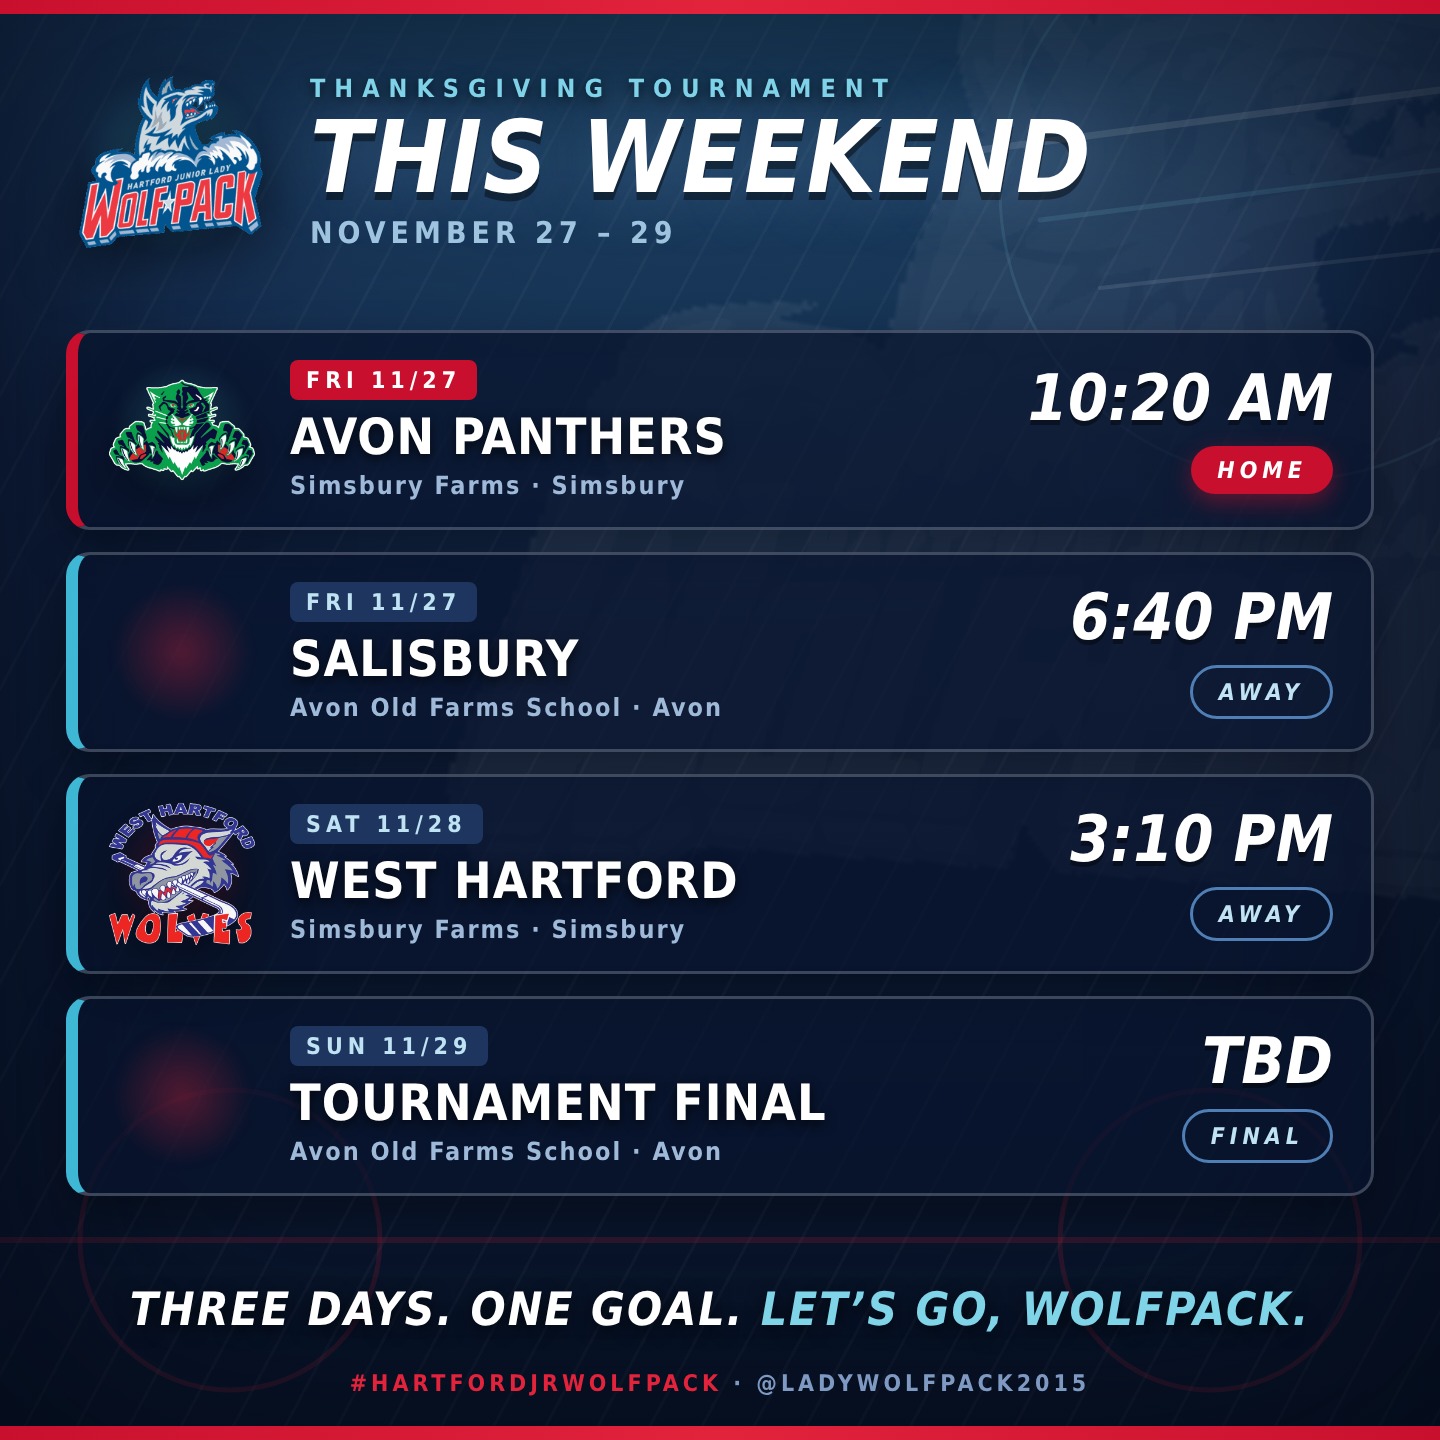 THANKSGIVING TOURNAMENT
THIS WEEKEND
NOVEMBER 27 – 29
HARTFORD JUNIOR LADY
WOLF PACK
FRI 11/27
AVON PANTHERS
Simsbury Farms · Simsbury
10:20 AM
HOME
FRI 11/27
SALISBURY
Avon Old Farms School · Avon
6:40 PM
AWAY
WEST HARTFORD
WOLVES
SAT 11/28
WEST HARTFORD
Simsbury Farms · Simsbury
3:10 PM
AWAY
SUN 11/29
TOURNAMENT FINAL
Avon Old Farms School · Avon
TBD
FINAL
THREE DAYS. ONE GOAL. LET’S GO, WOLFPACK.
#HARTFORDJRWOLFPACK · @LADYWOLFPACK2015